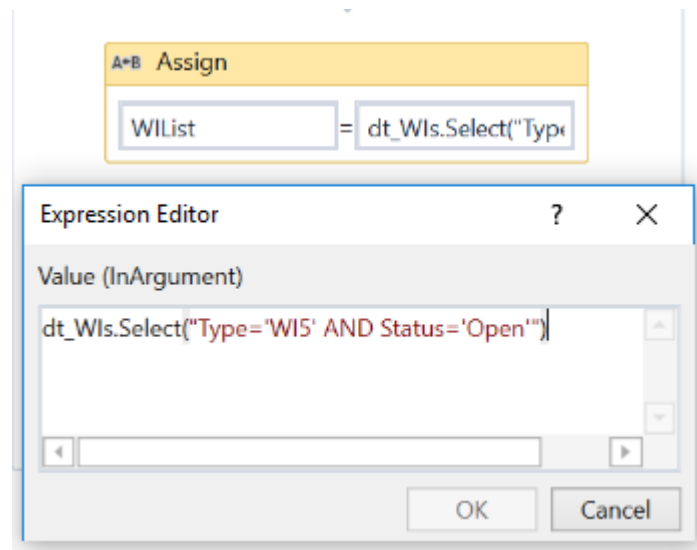 A+B Assign
WIList = dt_WIs.Select("Type
Expression Editor ? X
Value (InArgument)
dt_WIs.Select("Type='WI5' AND Status='Open'")
OK Cancel